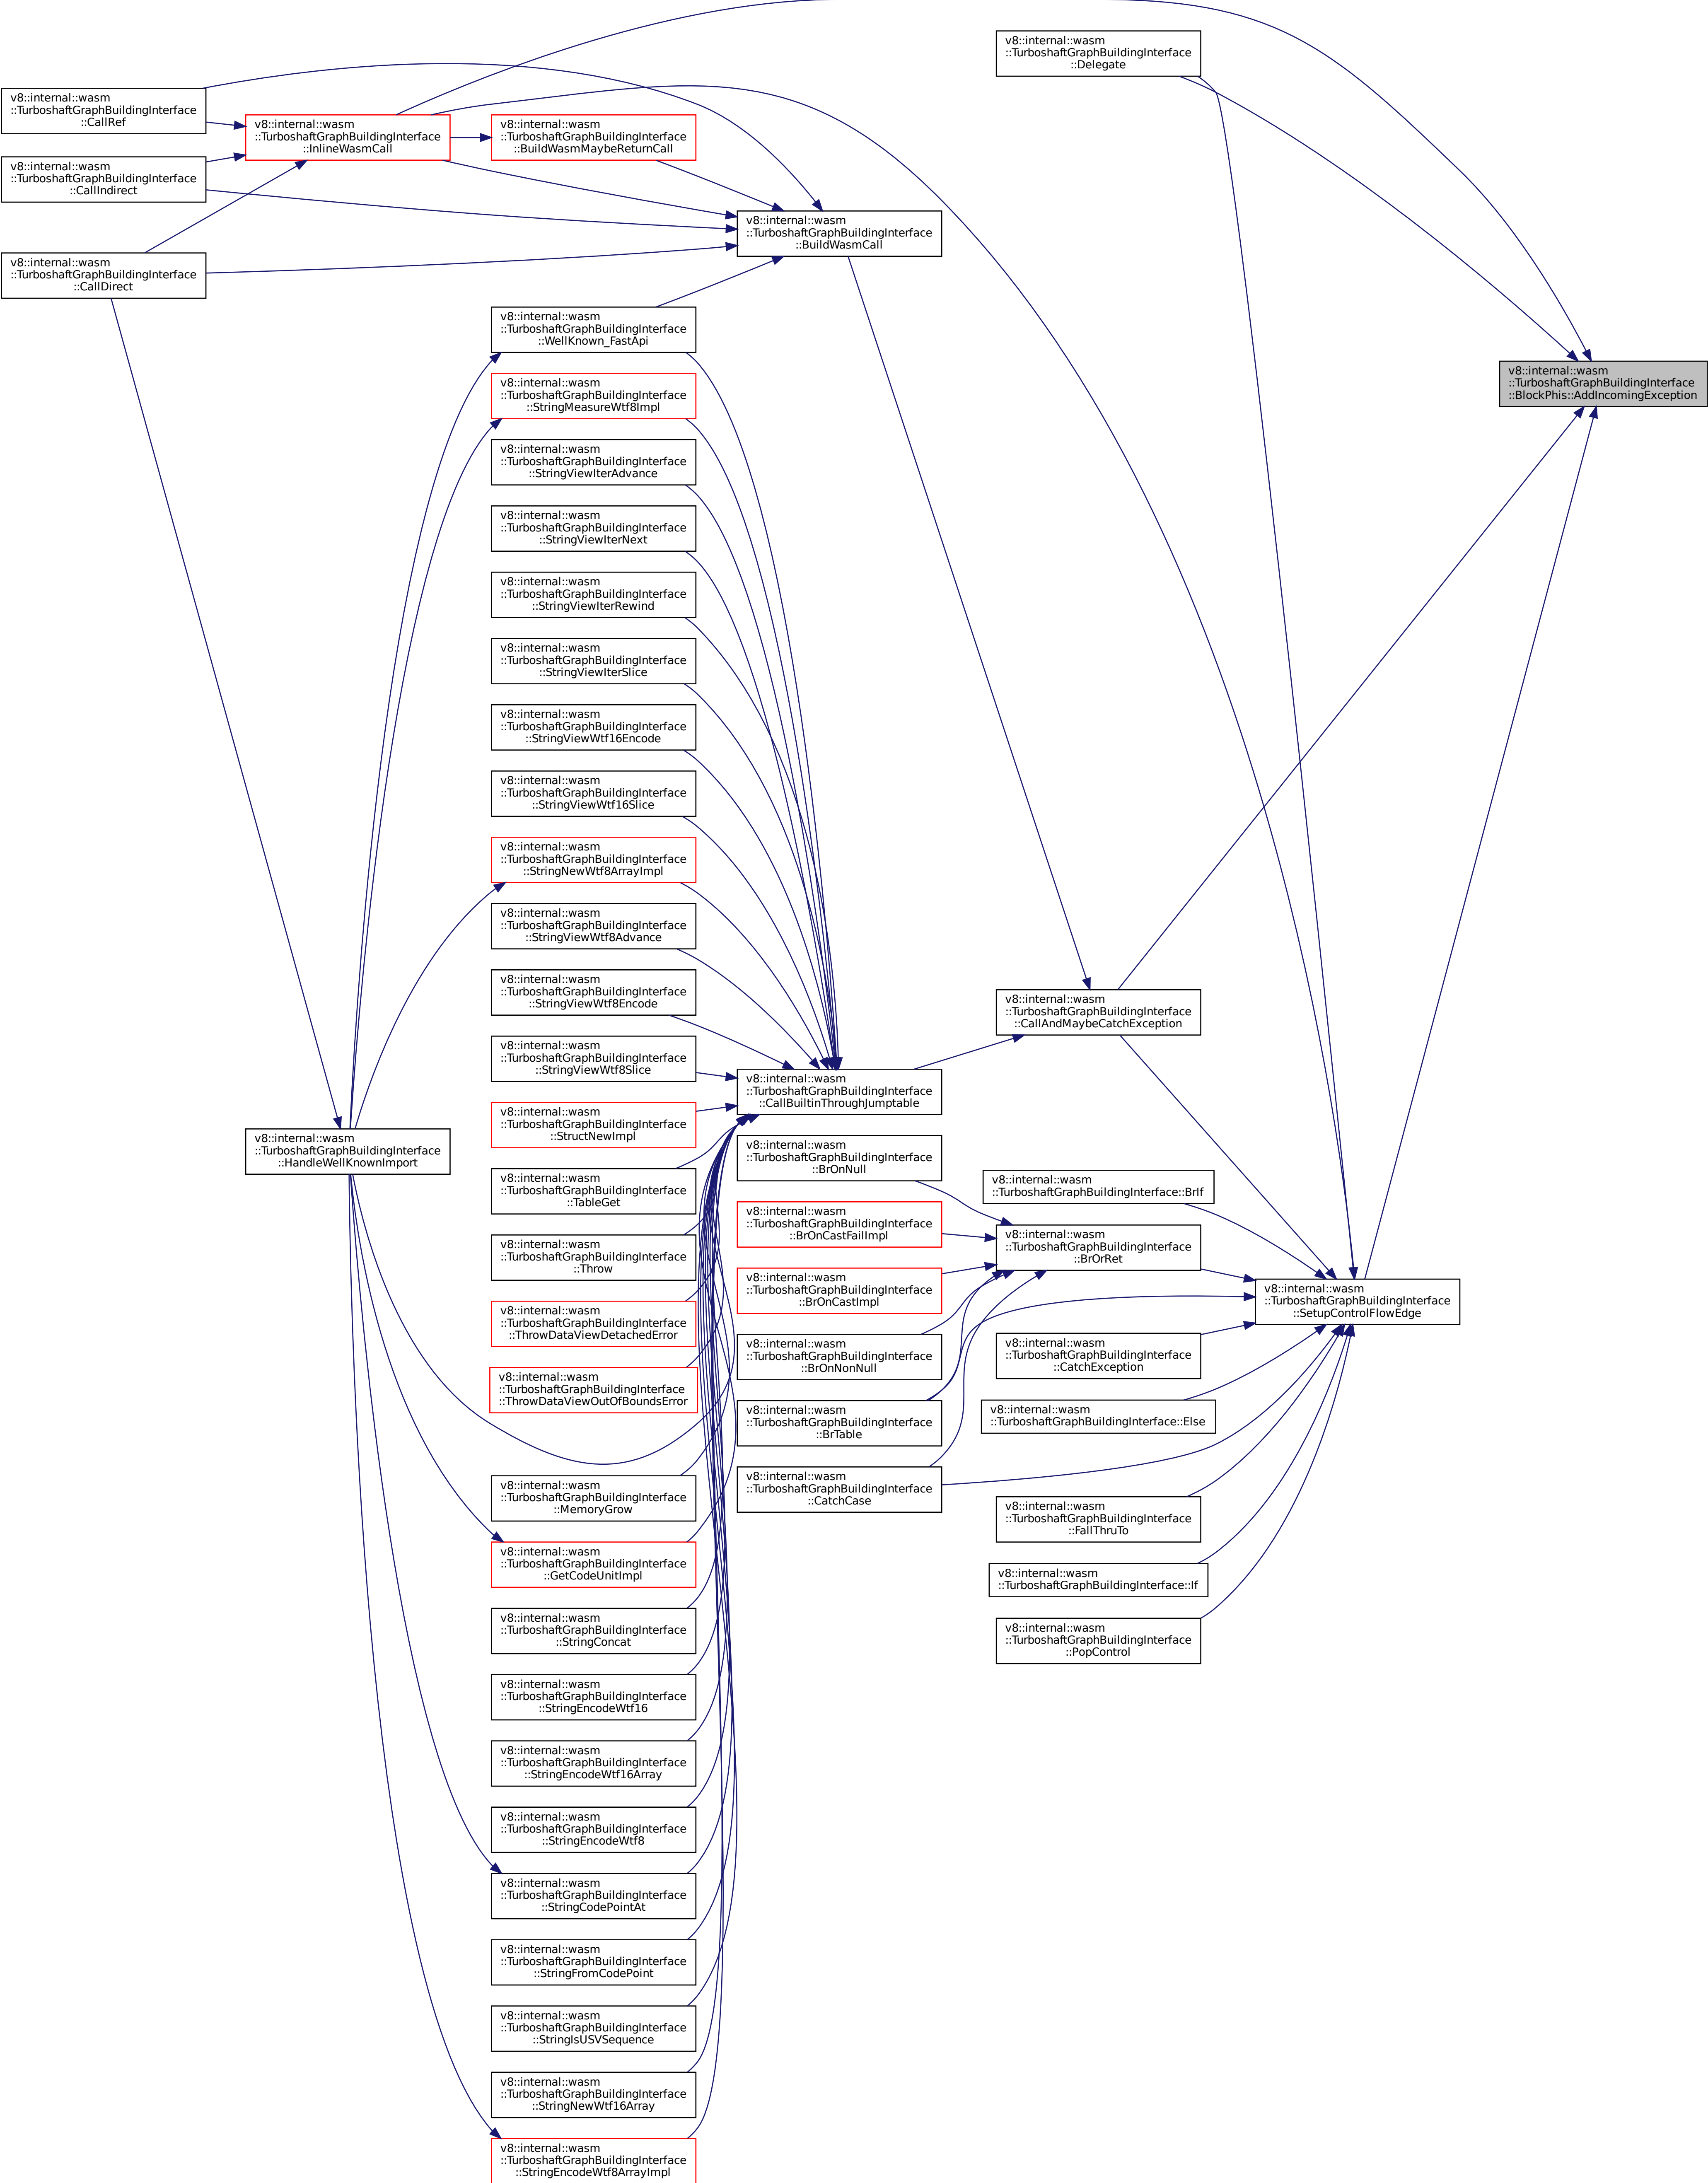 v8::internal::wasm
::TurboshaftGraphBuildingInterface
::CallRef
v8::internal::wasm
::TurboshaftGraphBuildingInterface
::CallIndirect
v8::internal::wasm
::TurboshaftGraphBuildingInterface
::CallDirect
v8::internal::wasm
::TurboshaftGraphBuildingInterface
::InlineWasmCall
v8::internal::wasm
::TurboshaftGraphBuildingInterface
::HandleWellKnownImport
v8::internal::wasm
::TurboshaftGraphBuildingInterface
::BuildWasmMaybeReturnCall
v8::internal::wasm
::TurboshaftGraphBuildingInterface
::WellKnown_FastApi
v8::internal::wasm
::TurboshaftGraphBuildingInterface
::StringMeasureWtf8Impl
v8::internal::wasm
::TurboshaftGraphBuildingInterface
::StringViewIterAdvance
v8::internal::wasm
::TurboshaftGraphBuildingInterface
::StringViewIterNext
v8::internal::wasm
::TurboshaftGraphBuildingInterface
::StringViewIterRewind
v8::internal::wasm
::TurboshaftGraphBuildingInterface
::StringViewIterSlice
v8::internal::wasm
::TurboshaftGraphBuildingInterface
::StringViewWtf16Encode
v8::internal::wasm
::TurboshaftGraphBuildingInterface
::StringViewWtf16Slice
v8::internal::wasm
::TurboshaftGraphBuildingInterface
::StringNewWtf8ArrayImpl
v8::internal::wasm
::TurboshaftGraphBuildingInterface
::StringViewWtf8Advance
v8::internal::wasm
::TurboshaftGraphBuildingInterface
::StringViewWtf8Encode
v8::internal::wasm
::TurboshaftGraphBuildingInterface
::StringViewWtf8Slice
v8::internal::wasm
::TurboshaftGraphBuildingInterface
::StructNewImpl
v8::internal::wasm
::TurboshaftGraphBuildingInterface
::TableGet
v8::internal::wasm
::TurboshaftGraphBuildingInterface
::Throw
v8::internal::wasm
::TurboshaftGraphBuildingInterface
::ThrowDataViewDetachedError
v8::internal::wasm
::TurboshaftGraphBuildingInterface
::ThrowDataViewOutOfBoundsError
v8::internal::wasm
::TurboshaftGraphBuildingInterface
::MemoryGrow
v8::internal::wasm
::TurboshaftGraphBuildingInterface
::GetCodeUnitImpl
v8::internal::wasm
::TurboshaftGraphBuildingInterface
::StringConcat
v8::internal::wasm
::TurboshaftGraphBuildingInterface
::StringEncodeWtf16
v8::internal::wasm
::TurboshaftGraphBuildingInterface
::StringEncodeWtf16Array
v8::internal::wasm
::TurboshaftGraphBuildingInterface
::StringEncodeWtf8
v8::internal::wasm
::TurboshaftGraphBuildingInterface
::StringCodePointAt
v8::internal::wasm
::TurboshaftGraphBuildingInterface
::StringFromCodePoint
v8::internal::wasm
::TurboshaftGraphBuildingInterface
::StringIsUSVSequence
v8::internal::wasm
::TurboshaftGraphBuildingInterface
::StringNewWtf16Array
v8::internal::wasm
::TurboshaftGraphBuildingInterface
::StringEncodeWtf8ArrayImpl
v8::internal::wasm
::TurboshaftGraphBuildingInterface
::BuildWasmCall
v8::internal::wasm
::TurboshaftGraphBuildingInterface
::CallBuiltinThroughJumptable
v8::internal::wasm
::TurboshaftGraphBuildingInterface
::BrOnNull
v8::internal::wasm
::TurboshaftGraphBuildingInterface
::BrOnCastFailImpl
v8::internal::wasm
::TurboshaftGraphBuildingInterface
::BrOnCastImpl
v8::internal::wasm
::TurboshaftGraphBuildingInterface
::BrOnNonNull
v8::internal::wasm
::TurboshaftGraphBuildingInterface
::BrTable
v8::internal::wasm
::TurboshaftGraphBuildingInterface
::CatchCase
v8::internal::wasm
::TurboshaftGraphBuildingInterface
::Delegate
v8::internal::wasm
::TurboshaftGraphBuildingInterface
::CallAndMaybeCatchException
v8::internal::wasm
::TurboshaftGraphBuildingInterface::BrIf
v8::internal::wasm
::TurboshaftGraphBuildingInterface
::BrOrRet
v8::internal::wasm
::TurboshaftGraphBuildingInterface
::CatchException
v8::internal::wasm
::TurboshaftGraphBuildingInterface::Else
v8::internal::wasm
::TurboshaftGraphBuildingInterface
::FallThruTo
v8::internal::wasm
::TurboshaftGraphBuildingInterface::If
v8::internal::wasm
::TurboshaftGraphBuildingInterface
::PopControl
v8::internal::wasm
::TurboshaftGraphBuildingInterface
::SetupControlFlowEdge
v8::internal::wasm
::TurboshaftGraphBuildingInterface
::BlockPhis::AddIncomingException